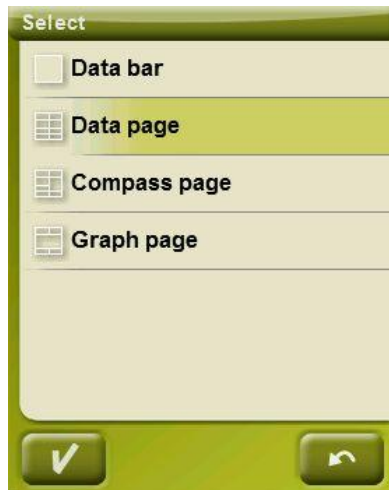 Select
Data bar
Data page
Compass page
Graph page